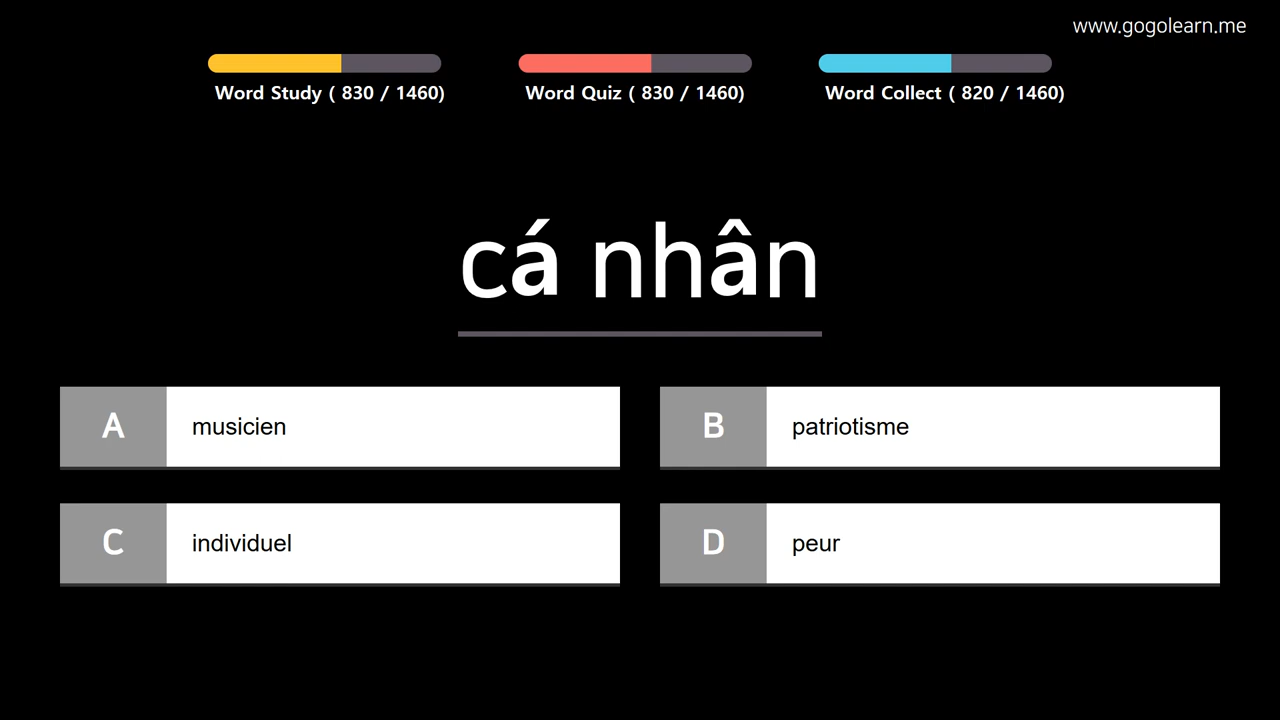 www.gogolearn.me
Word Study ( 830 / 1460)
Word Quiz ( 830 / 1460)
Word Collect ( 820 / 1460)
cá nhân
A musicien
B patriotisme
C individuel
D peur